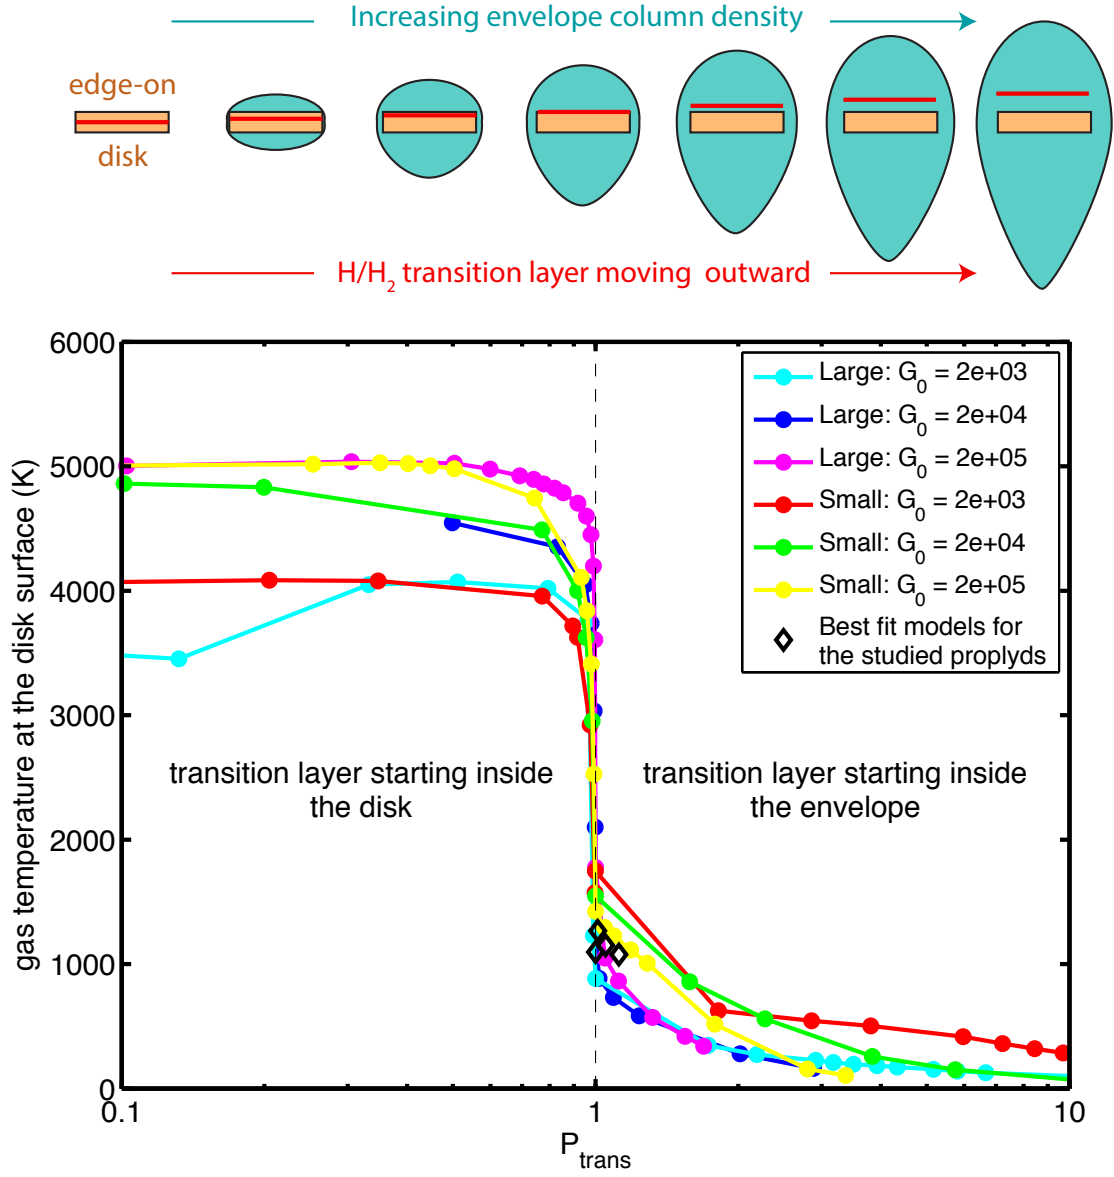 Increasing envelope column density
edge-on
disk
H/H2 transition layer moving outward
6000
5000
4000
3000
2000
1000
0
gas temperature at the disk surface (K)
Large: G0 = 2e+03
Large: G0 = 2e+04
Large: G0 = 2e+05
Small: G0 = 2e+03
Small: G0 = 2e+04
Small: G0 = 2e+05
Best fit models for
the studied proplyds
transition layer starting inside
the disk
transition layer starting inside
the envelope
0.1
1
10
Ptrans